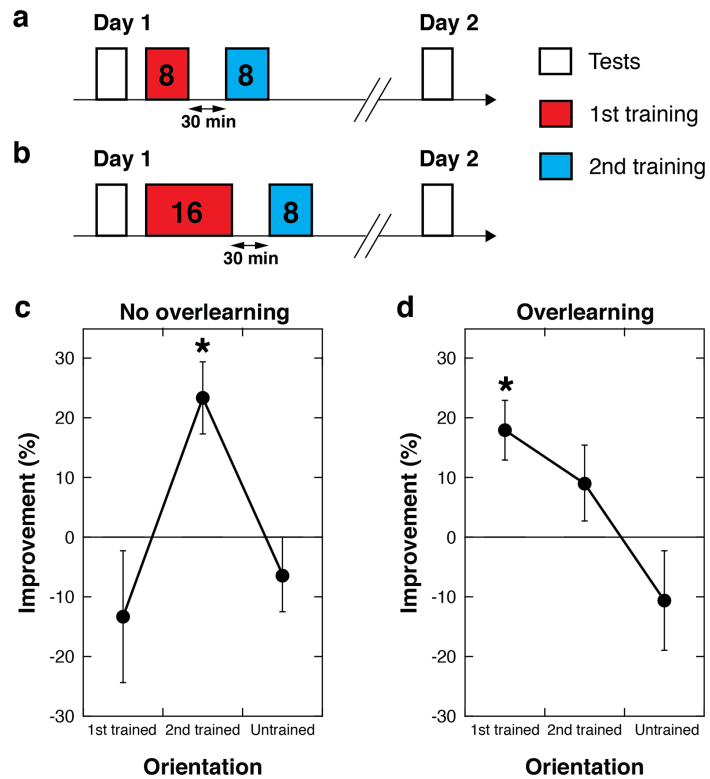 a
Day 1
Day 2
8
8
30 min
Tests
1st training
2nd training
b
Day 1
Day 2
16
8
30 min
c
No overlearning
*
30
20
10
0
-10
-20
-30
Improvement (%)
1st trained
2nd trained
Untrained
Orientation
d
Overlearning
*
30
20
10
0
-10
-20
-30
Improvement (%)
1st trained
2nd trained
Untrained
Orientation